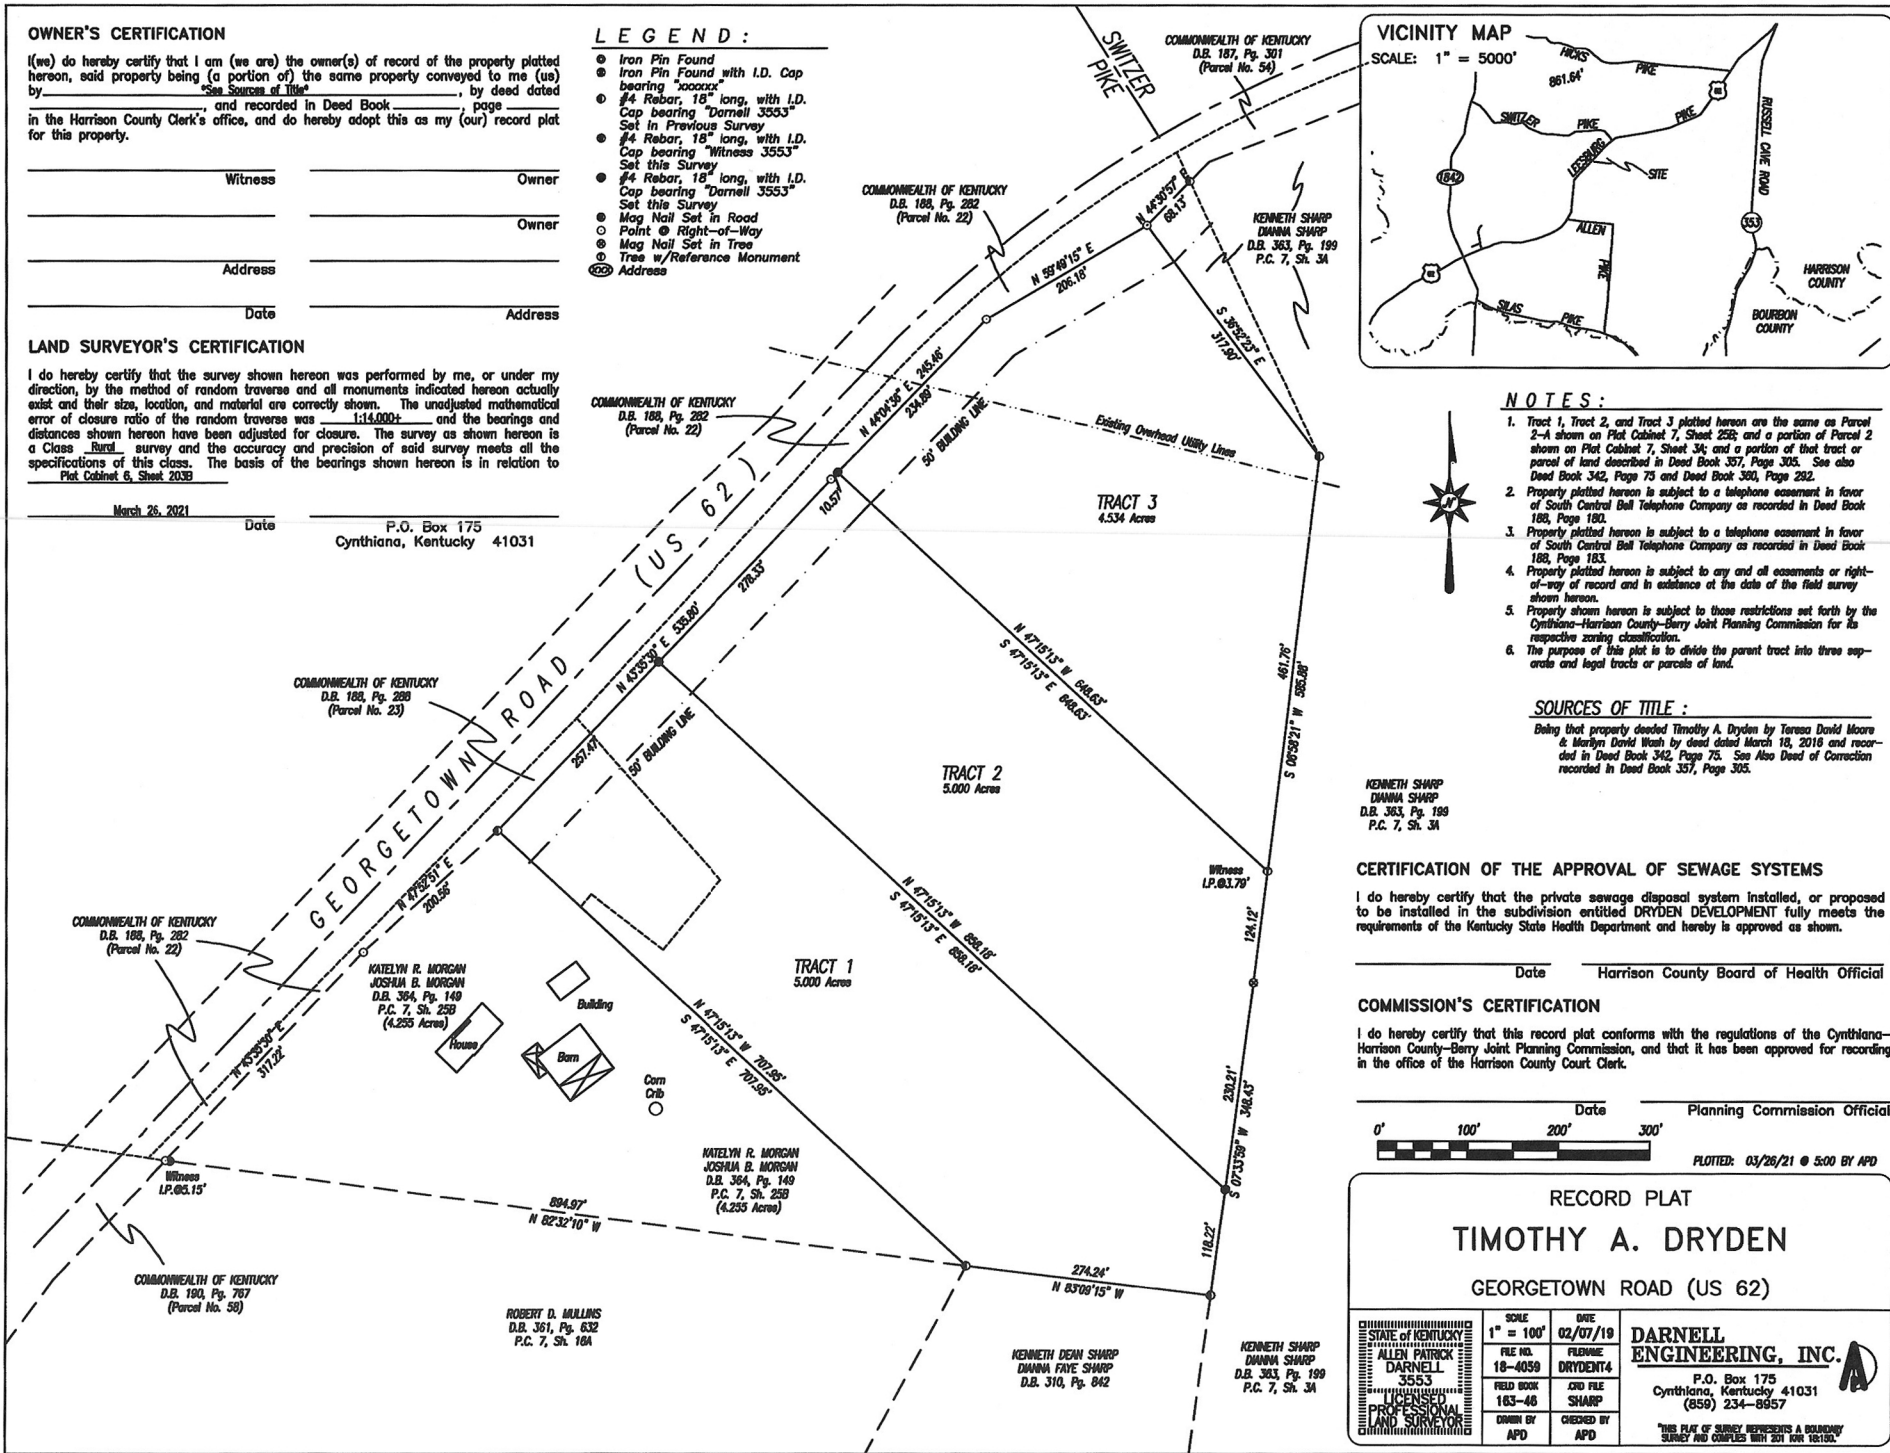 OWNER'S CERTIFICATION
I(we) do hereby certify that I am (we are) the owner(s) of record of the property platted
hereon, said property being (a portion of) the same property conveyed to me (us)
by *See Sources of Title* , by deed dated
, and recorded in Deed Book , page
in the Harrison County Clerk's office, and do hereby adopt this as my (our) record plat
for this property.
Witness Owner
Owner
Address
Date Address
LAND SURVEYOR'S CERTIFICATION
I do hereby certify that the survey shown hereon was performed by me, or under my
direction, by the method of random traverse and all monuments indicated hereon actually
exist and their size, location, and material are correctly shown. The unadjusted mathematical
error of closure ratio of the random traverse was 1:14,000+ and the bearings and
distances shown hereon have been adjusted for closure. The survey as shown hereon is
a Class Rural survey and the accuracy and precision of said survey meets all the
specifications of this class. The basis of the bearings shown hereon is in relation to
Plat Cabinet 6, Sheet 203B
March 26, 2021
Date
P.O. Box 175
Cynthiana, Kentucky 41031
LEGEND:
Iron Pin Found
Iron Pin Found with I.D. Cap
bearing "xxxxxx"
#4 Rebar, 18" long, with I.D.
Cap bearing "Darnell 3553"
Set in Previous Survey
#4 Rebar, 18" long, with I.D.
Cap bearing "Witness 3553"
Set this Survey
#4 Rebar, 18" long, with I.D.
Cap bearing "Darnell 3553"
Set this Survey
Mag Nail Set in Road
Point @ Right-of-Way
Mag Nail Set in Tree
Tree w/Reference Monument
XXX Address
SWITZER
PIKE
COMMONWEALTH OF KENTUCKY
D.B. 187, Pg. 301
(Parcel No. 54)
COMMONWEALTH OF KENTUCKY
D.B. 188, Pg. 282
(Parcel No. 22)
N 44°30'57" E
68.13'
KENNETH SHARP
DIANNA SHARP
D.B. 363, Pg. 199
P.C. 7, Sh. 3A
N 59°49'15" E
206.18'
S 36°52'23" E
317.90'
COMMONWEALTH OF KENTUCKY
D.B. 188, Pg. 282
(Parcel No. 22)
N 44°04'36" E 245.46'
234.89'
50' BUILDING LINE
Existing Overhead Utility Lines
10.57'
TRACT 3
4.534 Acres
GEORGETOWN ROAD (US 62)
278.33'
N 43°35'30" E 535.80'
257.47'
50' BUILDING LINE
COMMONWEALTH OF KENTUCKY
D.B. 188, Pg. 288
(Parcel No. 23)
N 47°15'13" W 648.63'
S 47°15'13" E 648.63'
461.76'
S 06°58'21" W 585.88'
TRACT 2
5.000 Acres
KENNETH SHARP
DIANNA SHARP
D.B. 363, Pg. 199
P.C. 7, Sh. 3A
Witness
I.P.@3.79'
124.12'
N 47°52'51" E
200.56'
N 47°15'13" W 858.18'
S 47°15'13" E 858.18'
COMMONWEALTH OF KENTUCKY
D.B. 188, Pg. 282
(Parcel No. 22)
KATELYN R. MORGAN
JOSHUA B. MORGAN
D.B. 364, Pg. 149
P.C. 7, Sh. 25B
(4.255 Acres)
TRACT 1
5.000 Acres
Building
House
Barn
Corn
Crib
N 43°35'30" E
317.22'
N 47°15'13" W 707.95'
S 47°15'13" E 707.95'
230.21'
S 07°33'59" W 348.43'
118.22'
KATELYN R. MORGAN
JOSHUA B. MORGAN
D.B. 364, Pg. 149
P.C. 7, Sh. 25B
(4.255 Acres)
Witness
I.P.@5.15'
894.97'
N 82°32'10" W
274.24'
N 83°09'15" W
COMMONWEALTH OF KENTUCKY
D.B. 190, Pg. 767
(Parcel No. 58)
ROBERT D. MULLINS
D.B. 361, Pg. 632
P.C. 7, Sh. 18A
KENNETH DEAN SHARP
DIANNA FAYE SHARP
D.B. 310, Pg. 842
KENNETH SHARP
DIANNA SHARP
D.B. 363, Pg. 199
P.C. 7, Sh. 3A
VICINITY MAP
SCALE: 1" = 5000'
HICKS PIKE
861.64'
62
SWITZER PIKE
PIKE
LEESBURG
SITE
RUSSELL CAVE ROAD
1842
353
ALLEN
PIKE
62
SILAS PIKE
HARRISON
COUNTY
BOURBON
COUNTY
N
NOTES:
1. Tract 1, Tract 2, and Tract 3 platted hereon are the same as Parcel
2-A shown on Plat Cabinet 7, Sheet 25B; and a portion of Parcel 2
shown on Plat Cabinet 7, Sheet 3A; and a portion of that tract or
parcel of land described in Deed Book 357, Page 305. See also
Deed Book 342, Page 75 and Deed Book 360, Page 292.
2. Property platted hereon is subject to a telephone easement in favor
of South Central Bell Telephone Company as recorded in Deed Book
188, Page 180.
3. Property platted hereon is subject to a telephone easement in favor
of South Central Bell Telephone Company as recorded in Deed Book
188, Page 183.
4. Property platted hereon is subject to any and all easements or right-
of-way of record and in existence at the date of the field survey
shown hereon.
5. Property shown hereon is subject to those restrictions set forth by the
Cynthiana-Harrison County-Berry Joint Planning Commission for its
respective zoning classification.
6. The purpose of this plat is to divide the parent tract into three sep-
arate and legal tracts or parcels of land.
SOURCES OF TITLE :
Being that property deeded Timothy A. Dryden by Teresa David Moore
& Marilyn David Wash by deed dated March 18, 2016 and recor-
ded in Deed Book 342, Page 75. See Also Deed of Correction
recorded in Deed Book 357, Page 305.
CERTIFICATION OF THE APPROVAL OF SEWAGE SYSTEMS
I do hereby certify that the private sewage disposal system installed, or proposed
to be installed in the subdivision entitled DRYDEN DEVELOPMENT fully meets the
requirements of the Kentucky State Health Department and hereby is approved as shown.
Date Harrison County Board of Health Official
COMMISSION'S CERTIFICATION
I do hereby certify that this record plat conforms with the regulations of the Cynthiana-
Harrison County-Berry Joint Planning Commission, and that it has been approved for recording
in the office of the Harrison County Court Clerk.
Date Planning Commission Official
0' 100' 200' 300'
PLOTTED: 03/26/21 @ 5:00 BY APD
RECORD PLAT
TIMOTHY A. DRYDEN
GEORGETOWN ROAD (US 62)
STATE of KENTUCKY
ALLEN PATRICK
DARNELL
3553
LICENSED
PROFESSIONAL
LAND SURVEYOR
SCALE
1" = 100'
DATE
02/07/19
FILE NO.
18-4059
FILENAME
DRYDENT4
FIELD BOOK
163-46
.CRD FILE
SHARP
DRAWN BY
APD
CHECKED BY
APD
DARNELL
ENGINEERING, INC.
P.O. Box 175
Cynthiana, Kentucky 41031
(859) 234-8957
"THIS PLAT OF SURVEY REPRESENTS A BOUNDARY
SURVEY AND COMPLIES WITH 201 KAR 18:150."